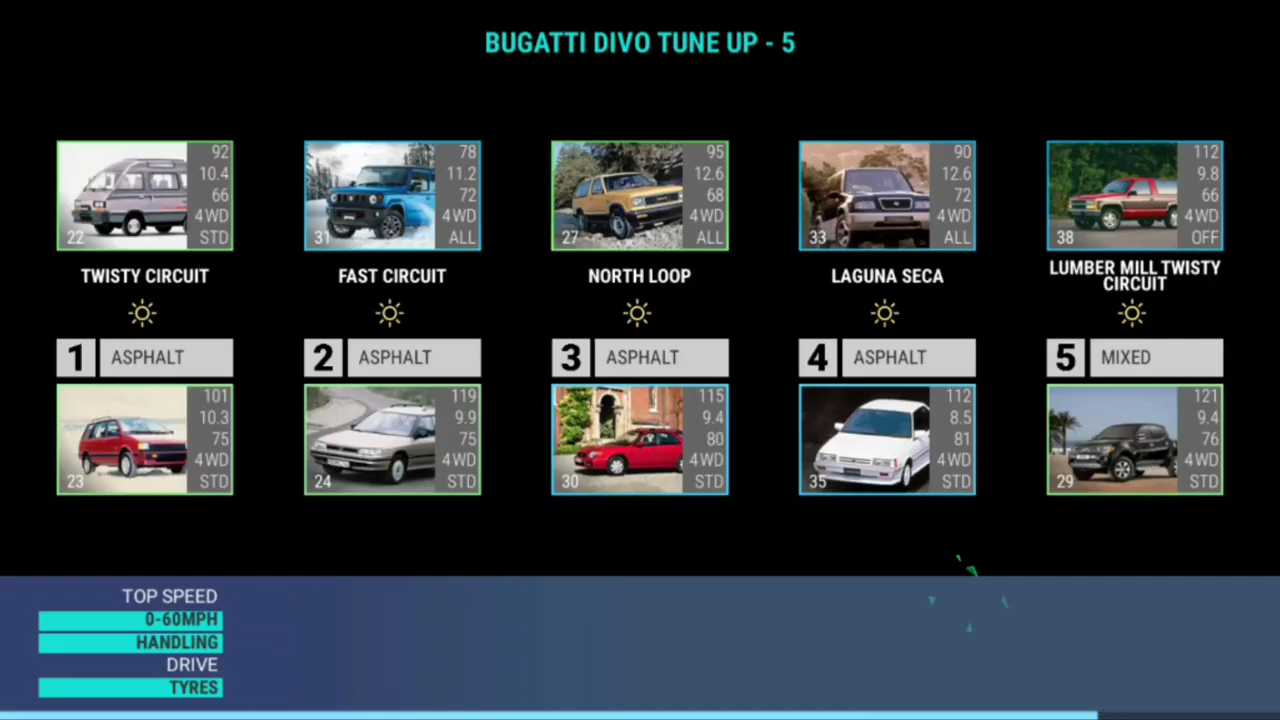 BUGATTI DIVO TUNE UP - 5
92
10.4
66
4WD
STD
22
78
11.2
72
4WD
ALL
31
95
12.6
68
4WD
ALL
27
90
12.6
72
4WD
ALL
33
112
9.8
66
4WD
OFF
38
TWISTY CIRCUIT
FAST CIRCUIT
NORTH LOOP
LAGUNA SECA
LUMBER MILL TWISTY
CIRCUIT
1 ASPHALT
2 ASPHALT
3 ASPHALT
4 ASPHALT
5 MIXED
101
10.3
75
4WD
STD
23
119
9.9
75
4WD
STD
24
115
9.4
80
4WD
STD
30
112
8.5
81
4WD
STD
35
121
9.4
76
4WD
STD
29
TOP SPEED
0-60MPH
HANDLING
DRIVE
TYRES